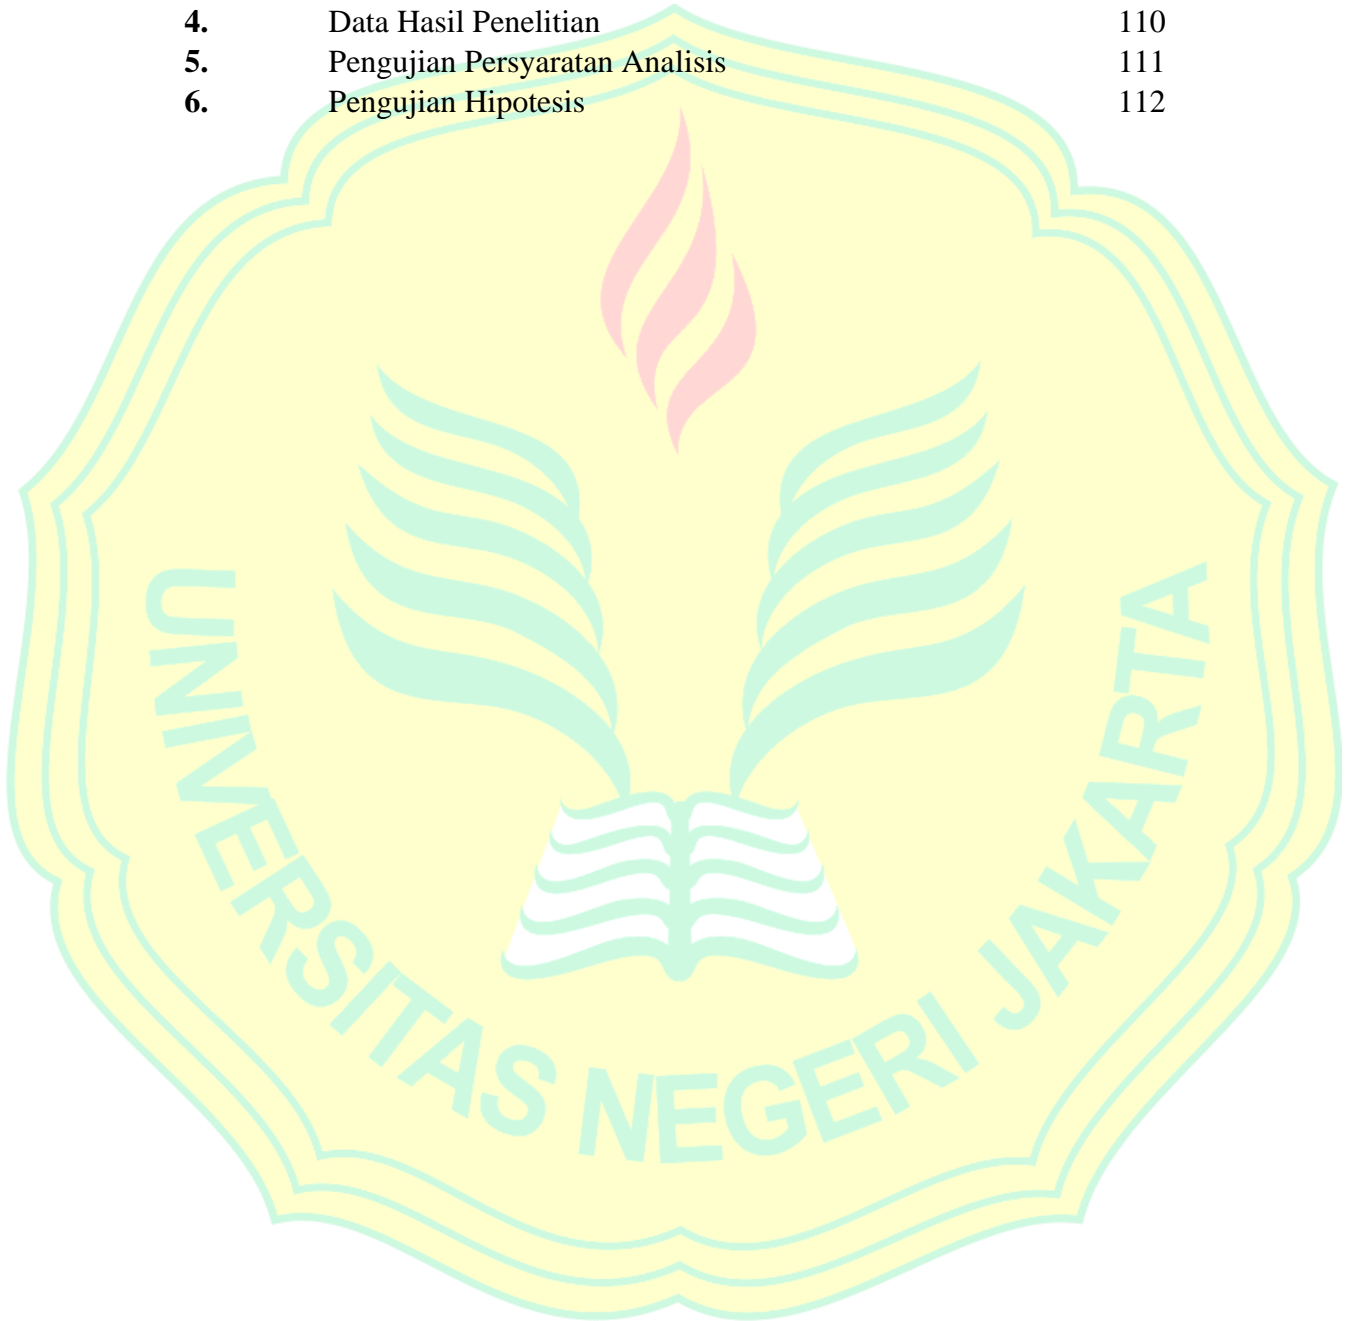 4. Data Hasil Penelitian 110
5. Pengujian Persyaratan Analisis 111
6. Pengujian Hipotesis 112
UNIVERSITAS NEGERI JAKARTA